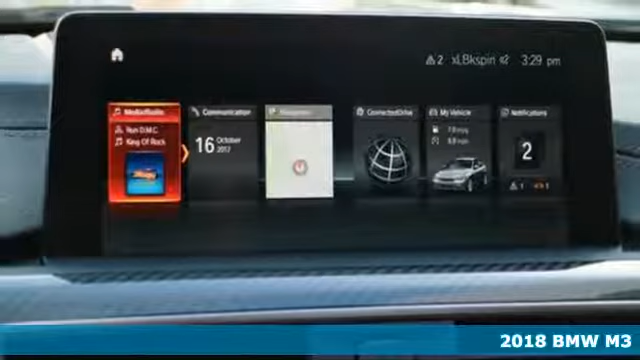 2 xLBkspin 3:29 pm
Media/Radio
Run D.M.C.
King Of Rock
Communication
16 October
2017
Navigation
ConnectedDrive
My Vehicle
Notifications
2
1 1
2018 BMW M3